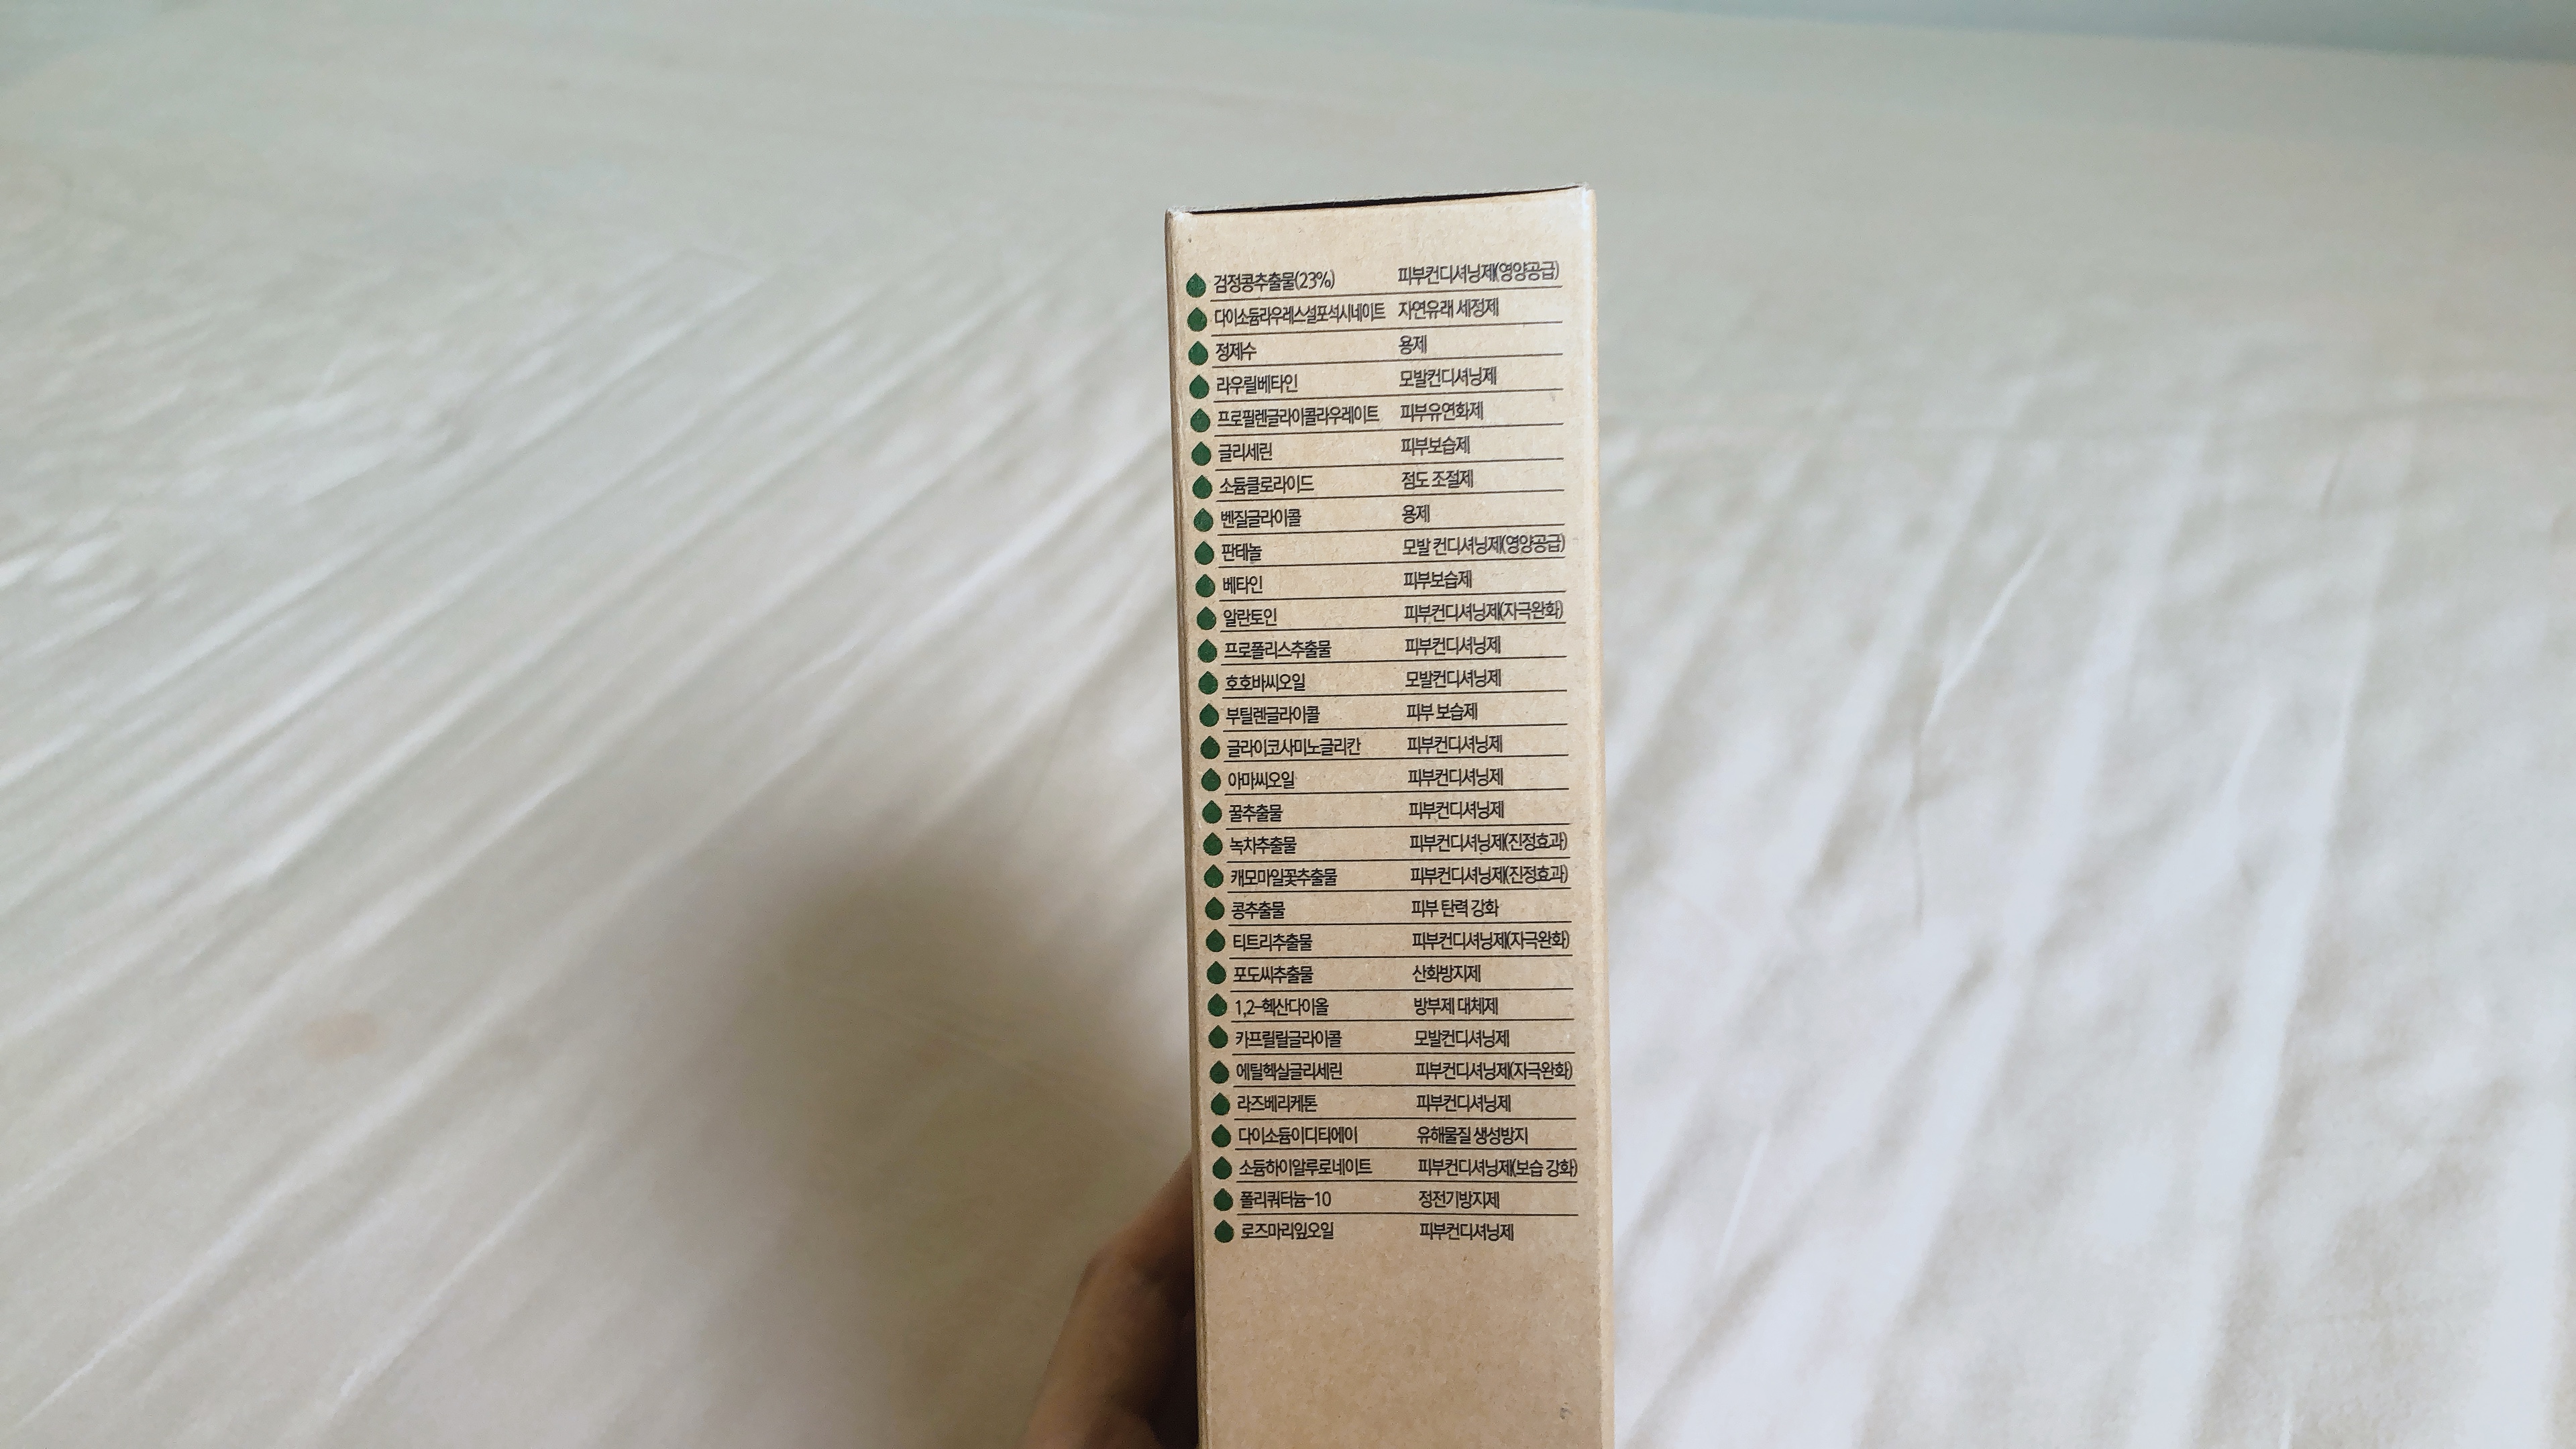 검정콩추출물(23%) 피부컨디셔닝제(영양공급)
다이소듐라우레스설포석시네이트 자연유래 세정제
정제수 용제
라우릴베타인 모발컨디셔닝제
프로필렌글라이콜라우레이트 피부유연화제
글리세린 피부보습제
소듐클로라이드 점도 조절제
벤질글라이콜 용제
판테놀 모발 컨디셔닝제(영양공급)
베타인 피부보습제
알란토인 피부컨디셔닝제(자극완화)
프로폴리스추출물 피부컨디셔닝제
호호바씨오일 모발컨디셔닝제
부틸렌글라이콜 피부 보습제
글라이코사미노글리칸 피부컨디셔닝제
아마씨오일 피부컨디셔닝제
꿀추출물 피부컨디셔닝제
녹차추출물 피부컨디셔닝제(진정효과)
캐모마일꽃추출물 피부컨디셔닝제(진정효과)
콩추출물 피부 탄력 강화
티트리추출물 피부컨디셔닝제(자극완화)
포도씨추출물 산화방지제
1,2-헥산다이올 방부제 대체제
카프릴릴글라이콜 모발컨디셔닝제
에틸헥실글리세린 피부컨디셔닝제(자극완화)
라즈베리케톤 피부컨디셔닝제
다이소듐이디티에이 유해물질 생성방지
소듐하이알루로네이트 피부컨디셔닝제(보습 강화)
폴리쿼터늄-10 정전기방지제
로즈마리잎오일 피부컨디셔닝제